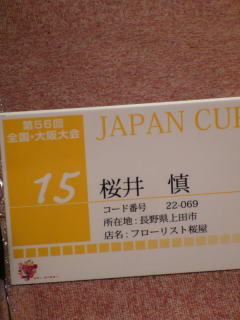 第56回
全国・大阪大会
JAPAN CUP
15
桜井　慎
コード番号　22-069
所在地：長野県上田市
店名：フローリスト桜屋